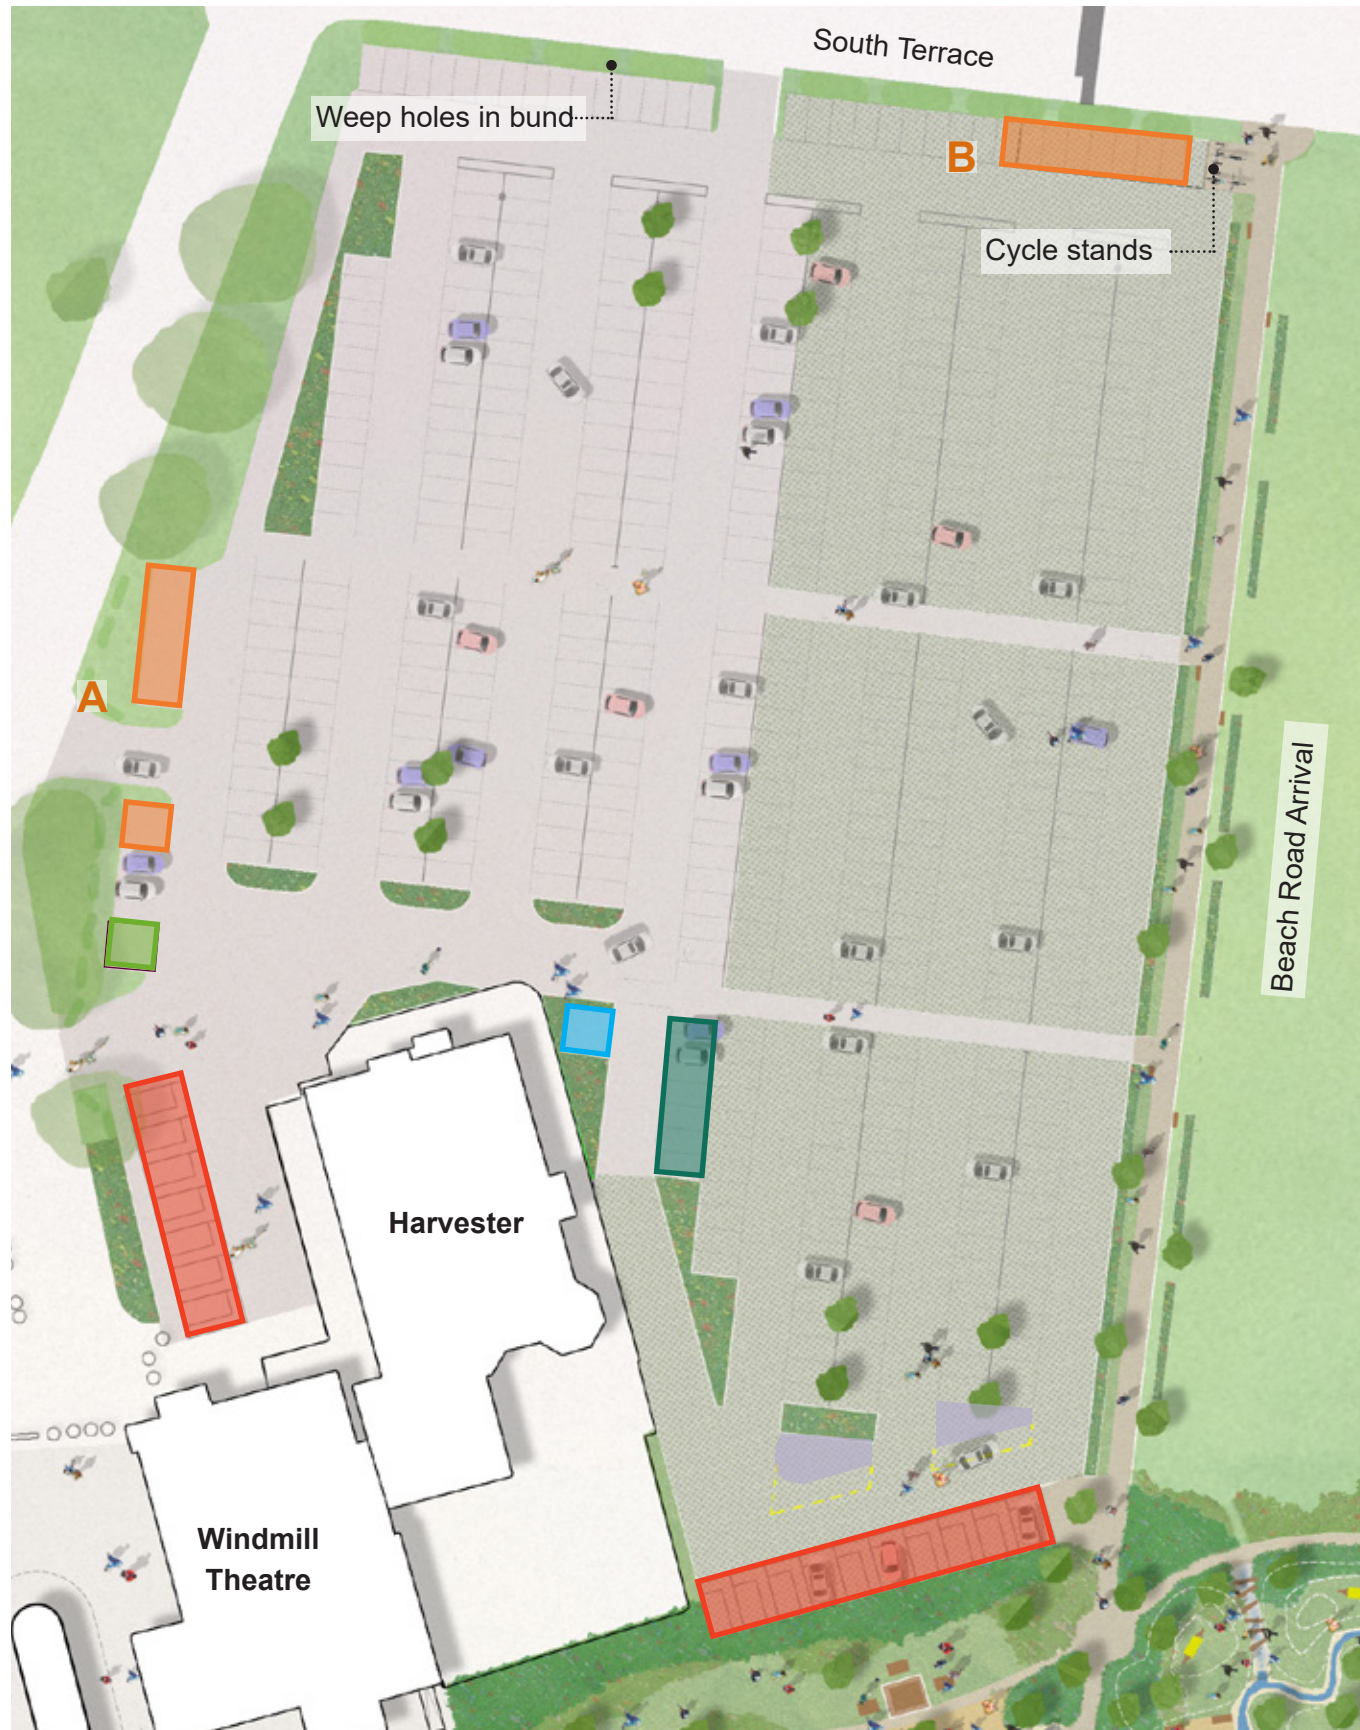 South Terrace
Weep holes in bund
B
Cycle stands
A
Beach Road Arrival
Harvester
Windmill
Theatre